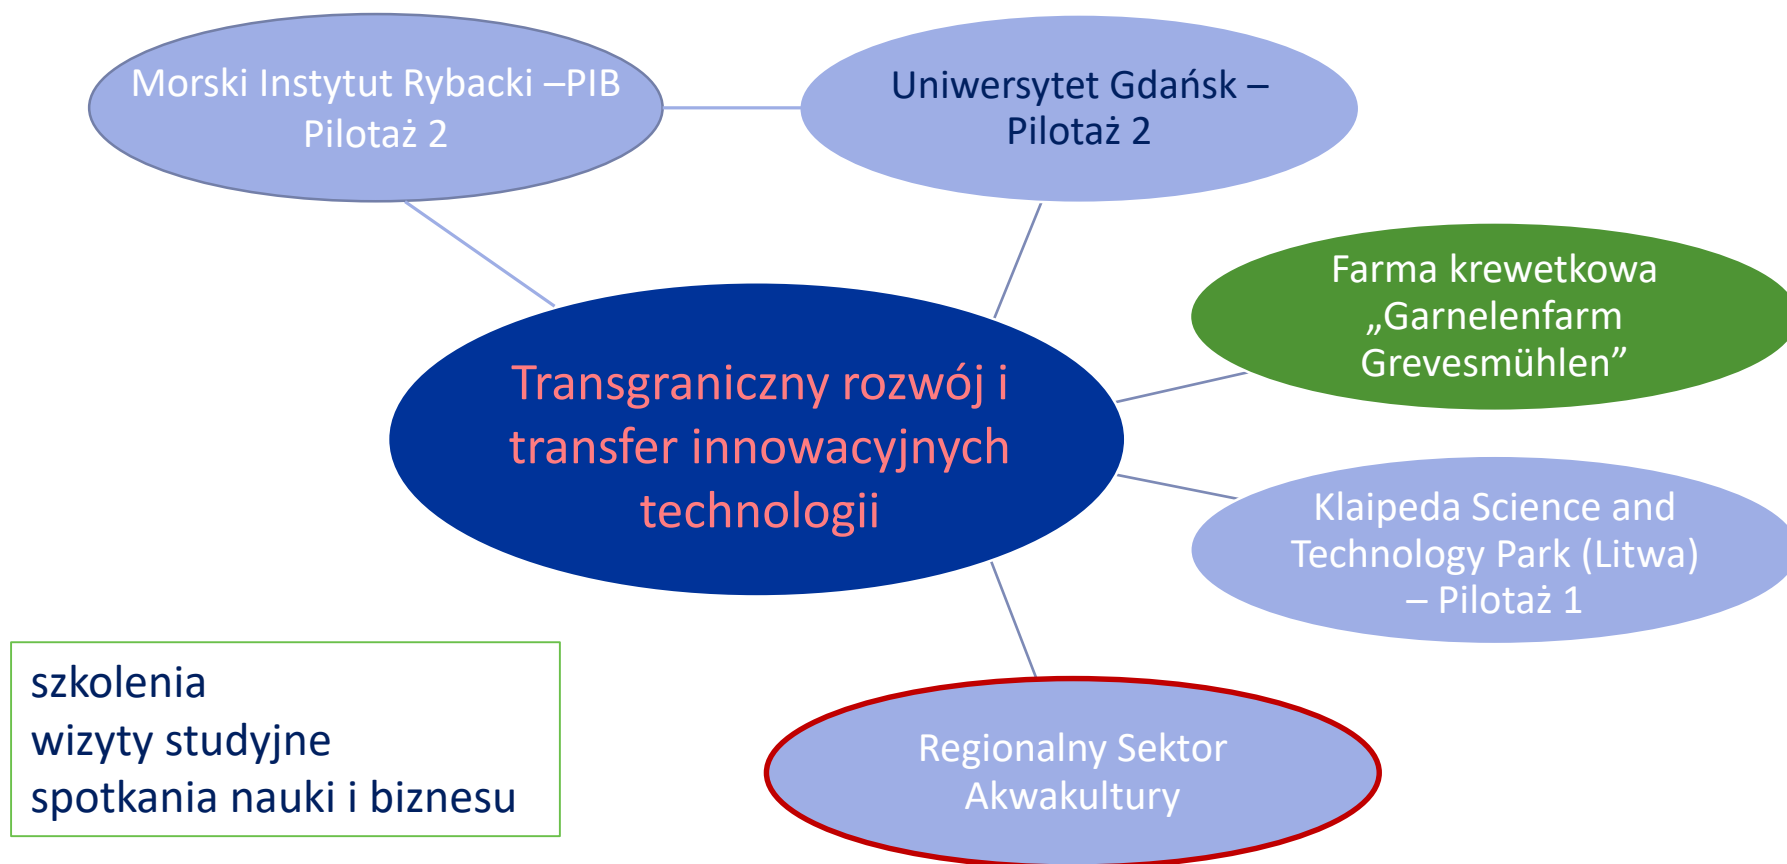 Morski Instytut Rybacki –PIB
Pilotaż 2
Uniwersytet Gdańsk –
Pilotaż 2
Farma krewetkowa
„Garnelenfarm
Grevesmühlen”
Transgraniczny rozwój i
transfer innowacyjnych
technologii
Klaipeda Science and
Technology Park (Litwa)
– Pilotaż 1
szkolenia
wizyty studyjne
spotkania nauki i biznesu
Regionalny Sektor
Akwakultury